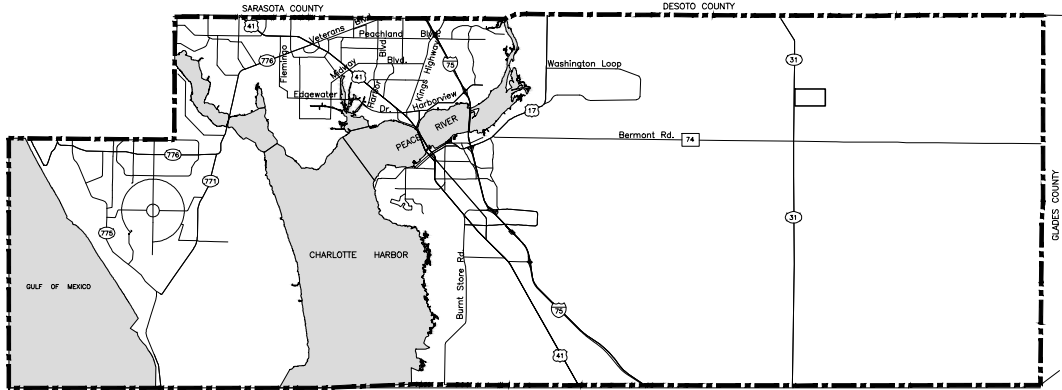 SARASOTA COUNTY
DESOTO COUNTY
41
Veterans Blvd.
Peachland Blvd.
Flemingo
776
Midway
Blvd
Blvd.
Kings Highway
75
31
41
Washington Loop
Edgewater
Harbor
Dr.
Harborview
17
PEACE RIVER
Bermont Rd.
74
776
771
GLADES COUNTY
775
31
CHARLOTTE HARBOR
GULF OF MEXICO
Burnt Store Rd.
75
41